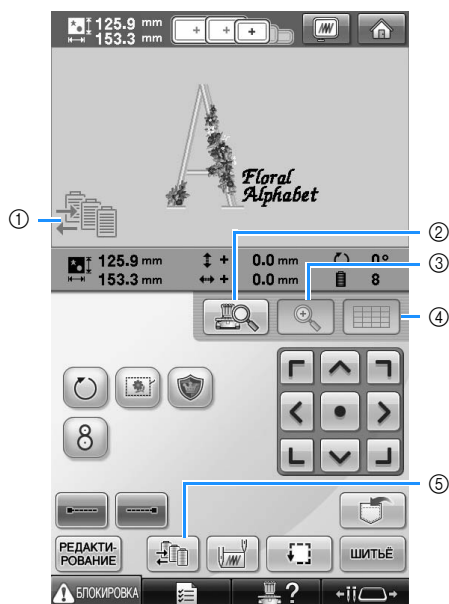 125.9 mm
153.3 mm
Floral
Alphabet
①
②
125.9 mm + 0.0 mm 0°
③
153.3 mm + 0.0 mm 8
④
8
⑤
РЕДАКТИ-
РОВАНИЕ
ШИТЬЁ
БЛОКИРОВКА
?